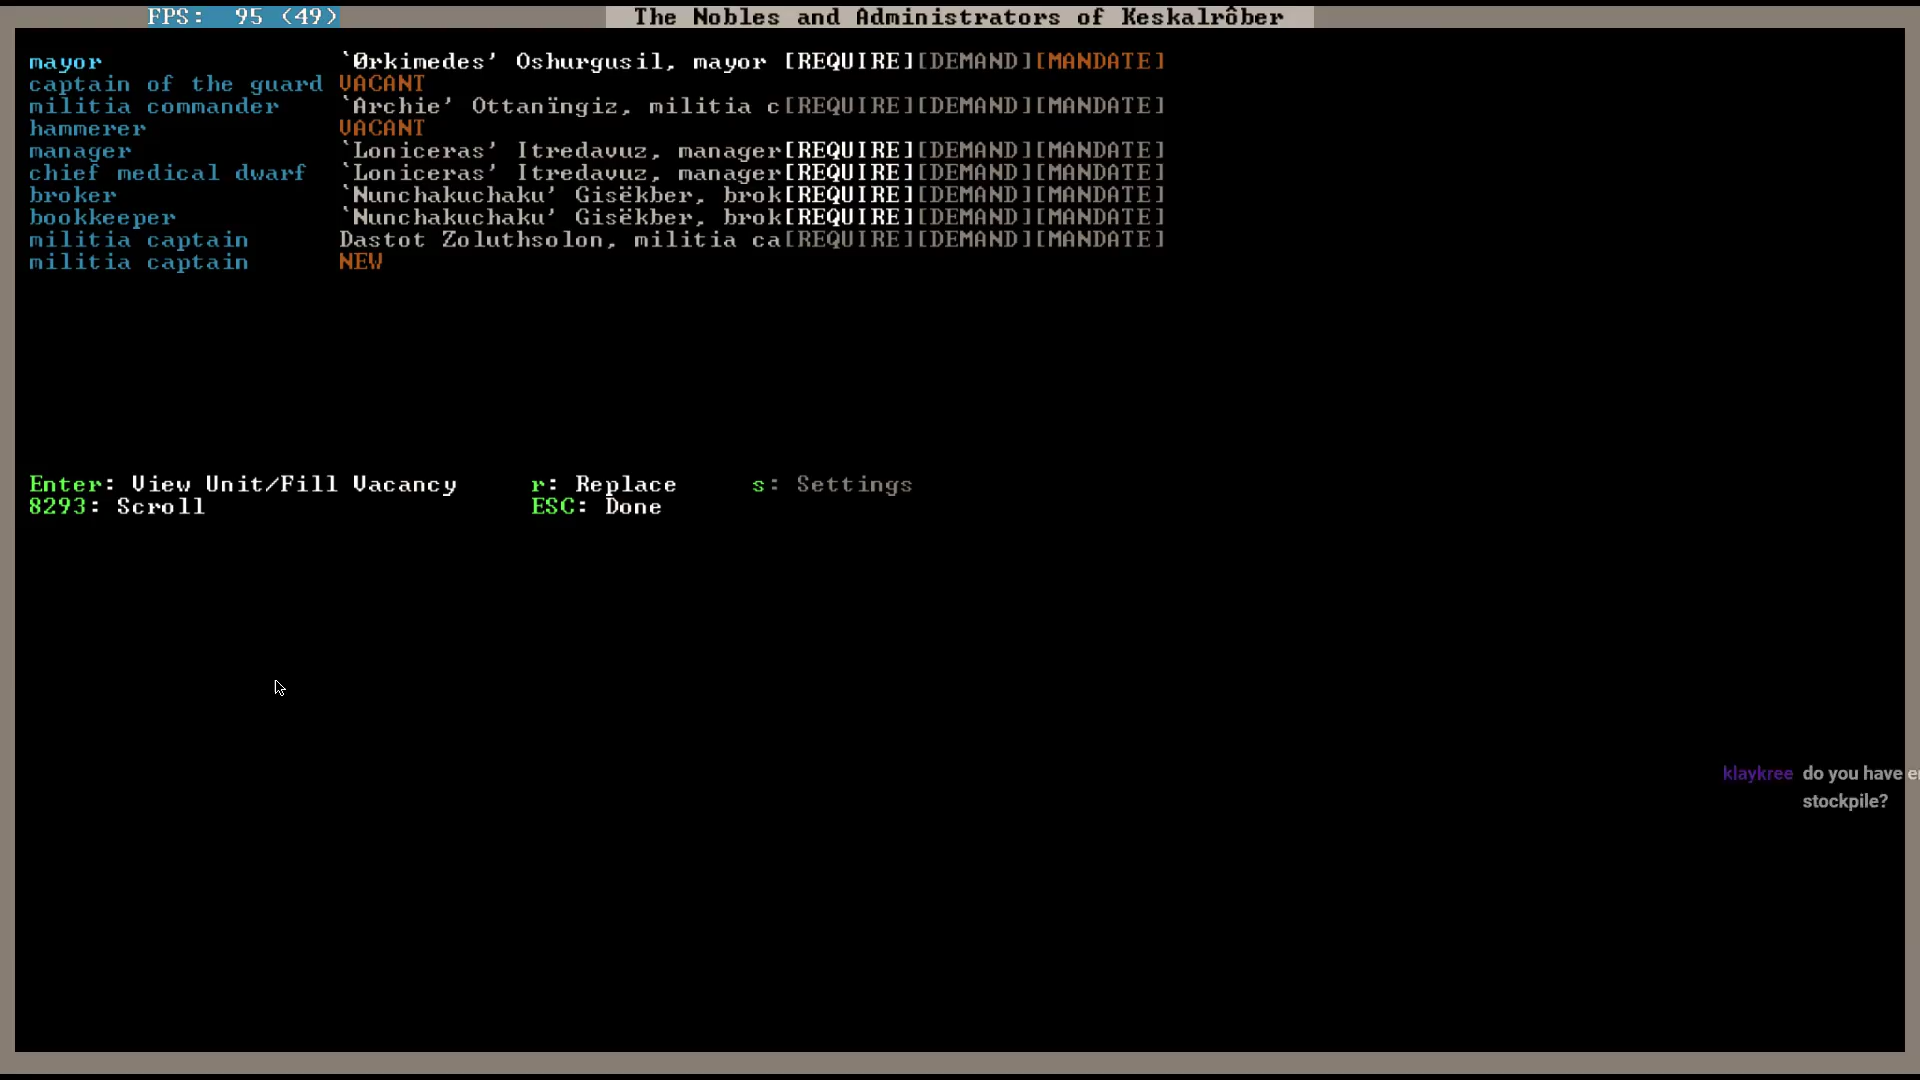 FPS: 95 (49)
The Nobles and Administrators of Keskalrôber
mayor `Ørkimedes' Oshurgusil, mayor [REQUIRE][DEMAND][MANDATE]
captain of the guard VACANT
militia commander `Archie' Ottanïngiz, militia c[REQUIRE][DEMAND][MANDATE]
hammerer VACANT
manager `Loniceras' Itredavuz, manager[REQUIRE][DEMAND][MANDATE]
chief medical dwarf `Loniceras' Itredavuz, manager[REQUIRE][DEMAND][MANDATE]
broker `Nunchakuchaku' Gisëkber, brok[REQUIRE][DEMAND][MANDATE]
bookkeeper `Nunchakuchaku' Gisëkber, brok[REQUIRE][DEMAND][MANDATE]
militia captain Dastot Zoluthsolon, militia ca[REQUIRE][DEMAND][MANDATE]
militia captain NEW
Enter: View Unit/Fill Vacancy r: Replace s: Settings
8293: Scroll ESC: Done
klaykree do you have
stockpile?